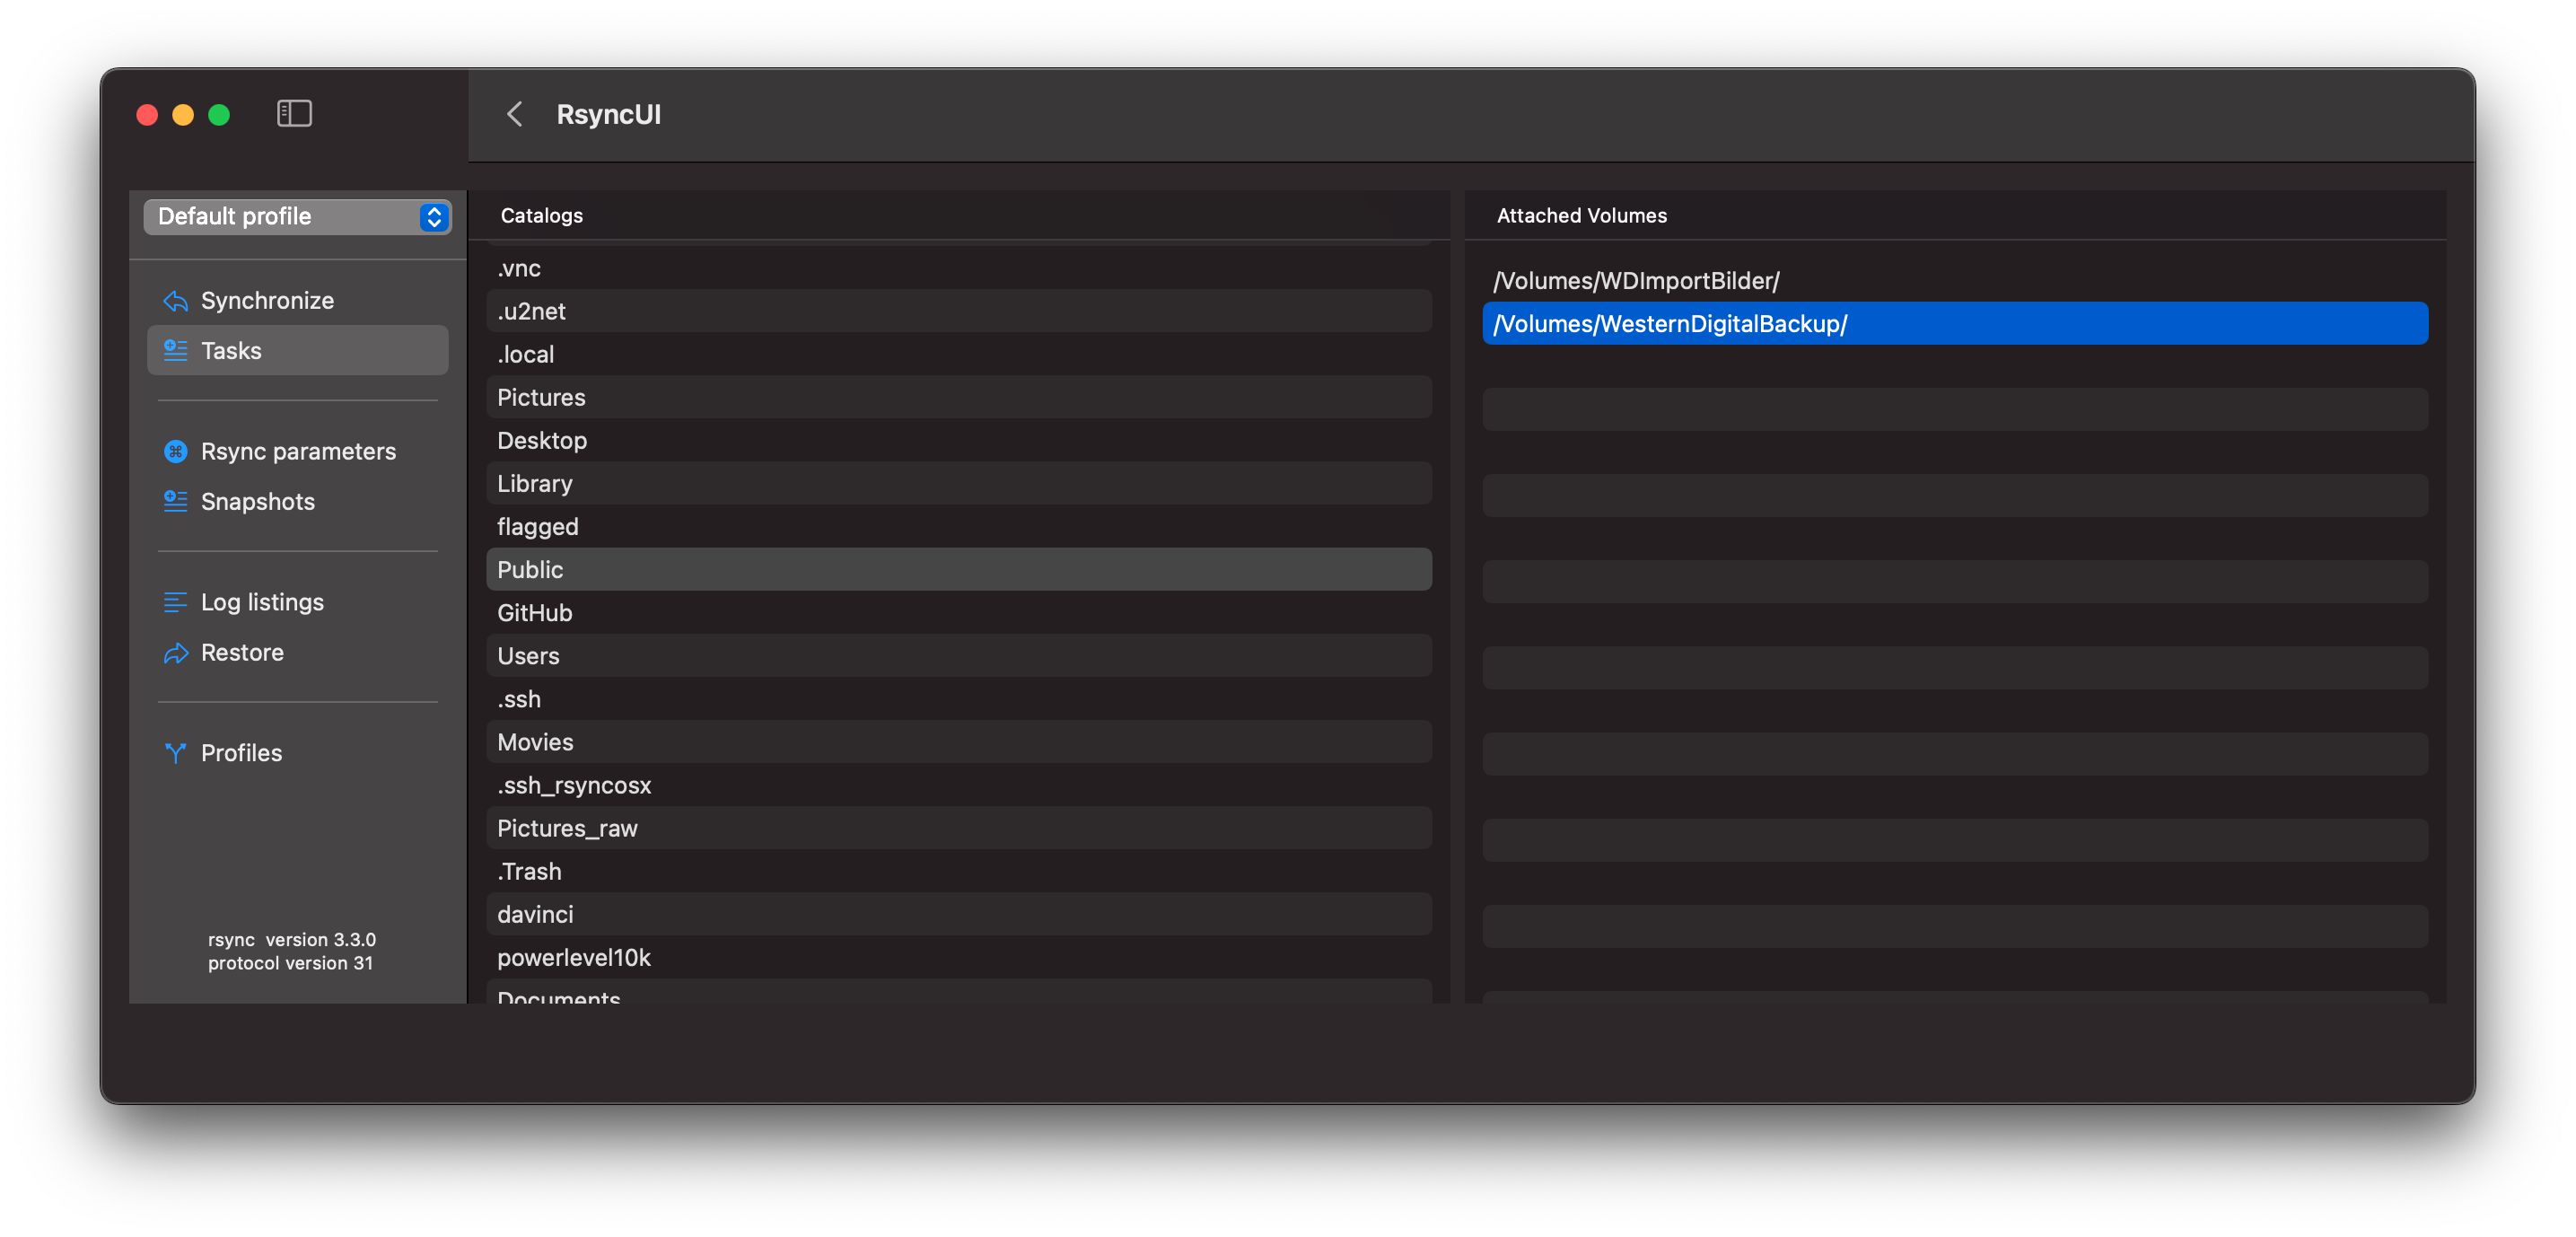 RsyncUI
Default profile
Synchronize
Tasks
Rsync parameters
Snapshots
Log listings
Restore
Profiles
rsync  version 3.3.0
protocol version 31
Catalogs
.vnc
.u2net
.local
Pictures
Desktop
Library
flagged
Public
GitHub
Users
.ssh
Movies
.ssh_rsyncosx
Pictures_raw
.Trash
davinci
powerlevel10k
Documents
Attached Volumes
/Volumes/WDImportBilder/
/Volumes/WesternDigitalBackup/